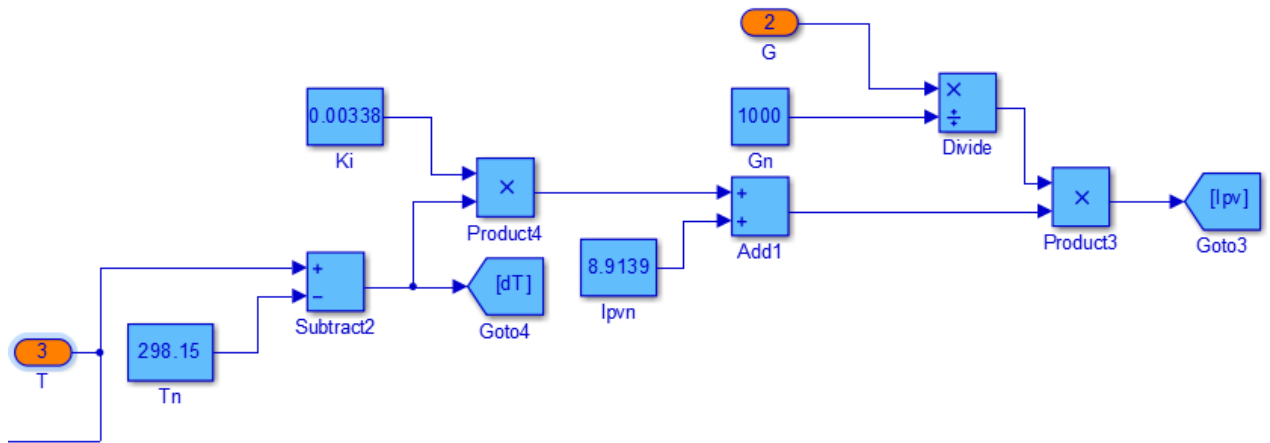 2
G
0.00338
Ki
1000
Gn
×
÷
Divide
×
Product4
+
+
Add1
×
Product3
[Ipv]
Goto3
8.9139
Ipvn
+
−
Subtract2
[dT]
Goto4
3
T
298.15
Tn